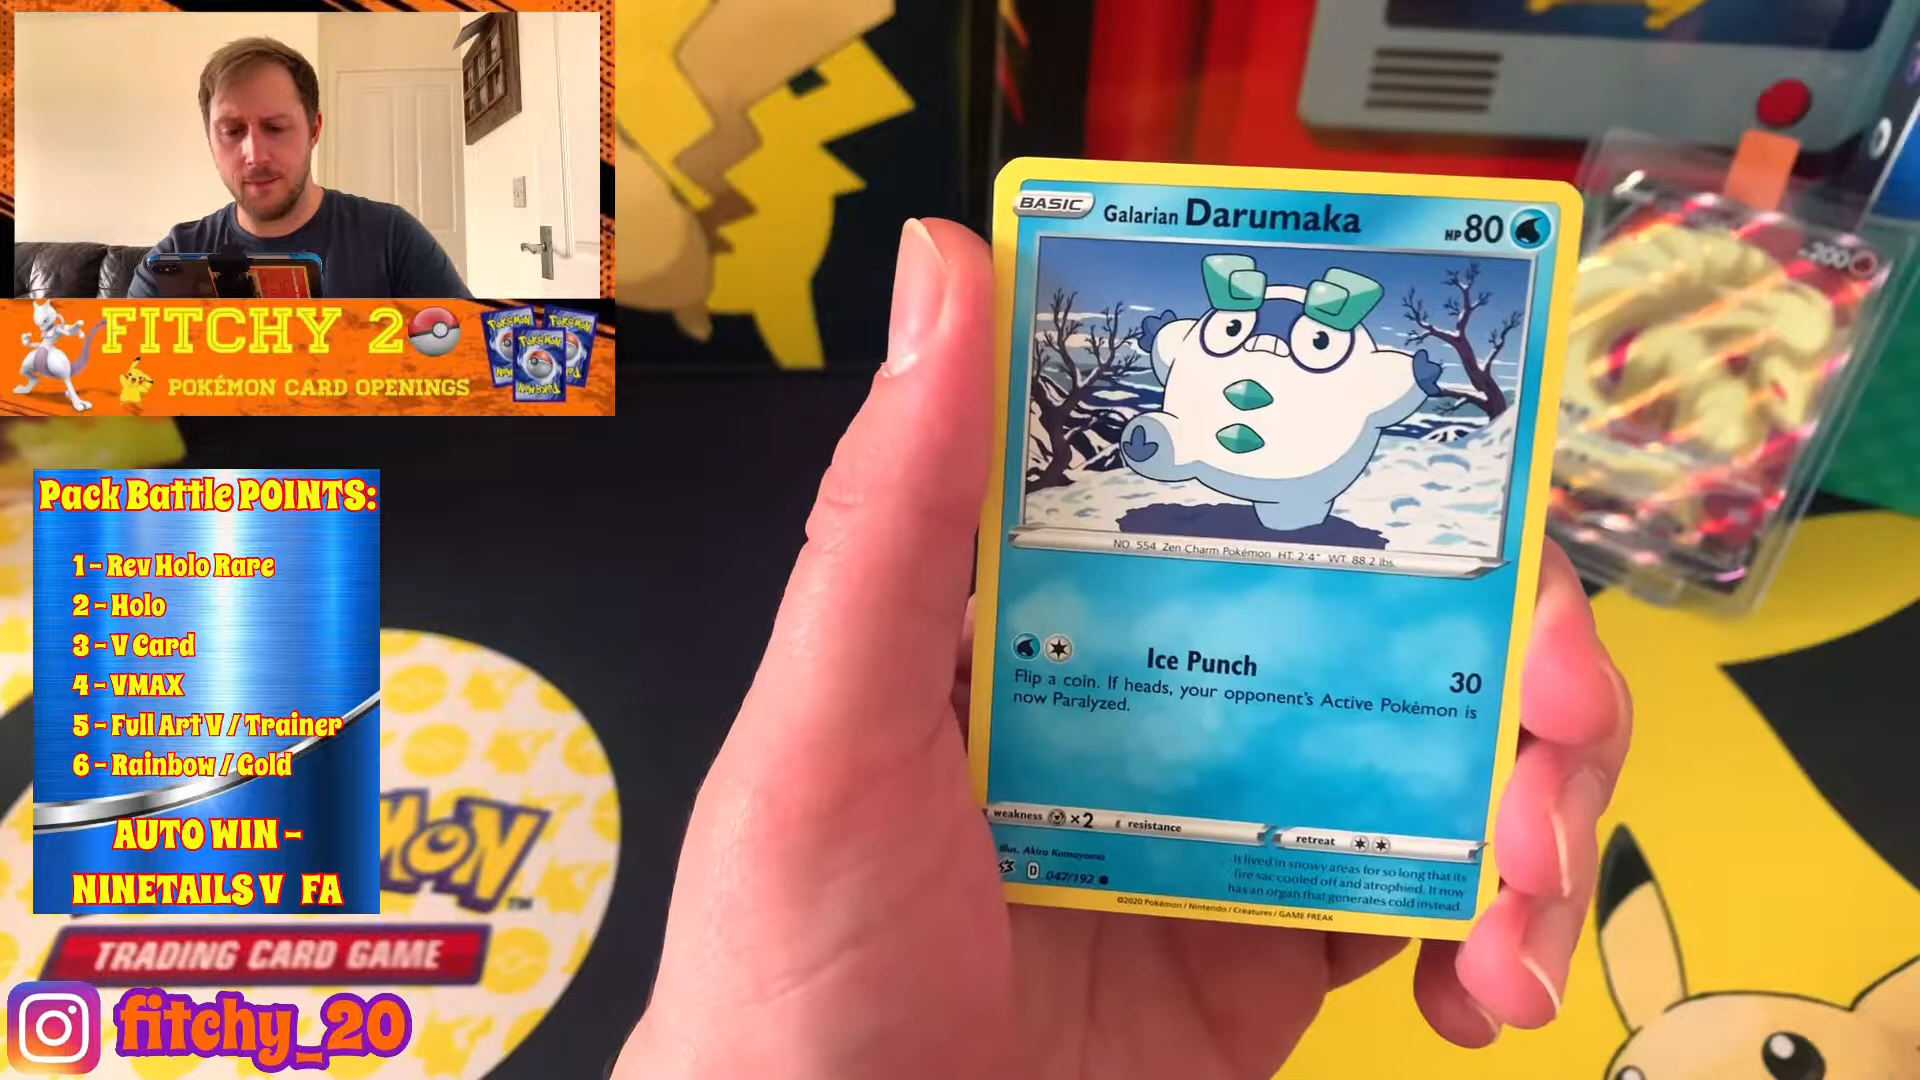 FITCHY 2
POKÉMON CARD OPENINGS
Pack Battle POINTS:
1 - Rev Holo Rare
2 - Holo
3 - V Card
4 - VMAX
5 - Full Art V / Trainer
6 - Rainbow / Gold
AUTO WIN -
NINETAILS V FA
TRADING CARD GAME
fitchy_20
BASIC
Galarian Darumaka
HP 80
NO. 554 Zen Charm Pokémon HT: 2'4" WT: 88.2 lbs.
Ice Punch 30
Flip a coin. If heads, your opponent's Active Pokémon is
now Paralyzed.
weakness ×2 resistance retreat
Illus. Akira Komayama
D 042/192
It lived in snowy areas for so long that its
fire sac cooled off and atrophied. It now
has an organ that generates cold instead.
©2020 Pokémon / Nintendo / Creatures / GAME FREAK
200